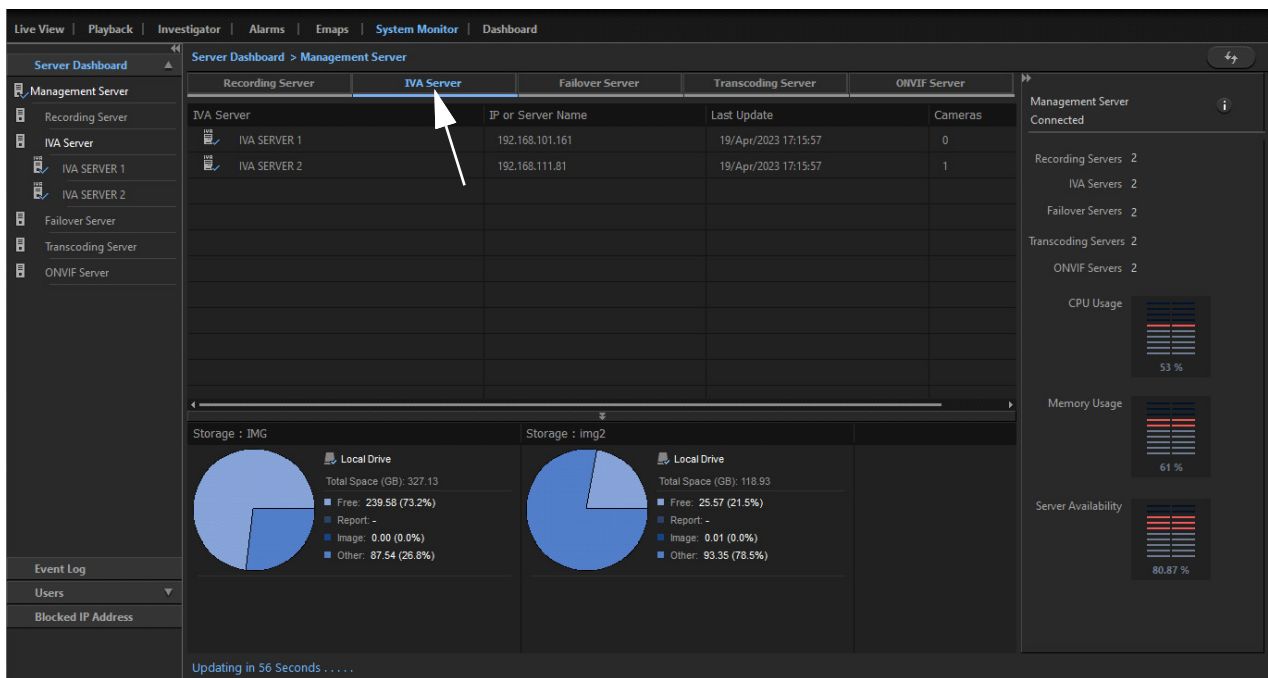 Live View | Playback | Investigator | Alarms | Emaps | System Monitor | Dashboard
Server Dashboard
Management Server
Recording Server
IVA Server
IVA SERVER 1
IVA SERVER 2
Failover Server
Transcoding Server
ONVIF Server
Event Log
Users
Blocked IP Address
Server Dashboard > Management Server
Recording Server IVA Server Failover Server Transcoding Server ONVIF Server
IVA Server IP or Server Name Last Update Cameras
IVA SERVER 1 192.168.101.161 19/Apr/2023 17:15:57 0
IVA SERVER 2 192.168.111.81 19/Apr/2023 17:15:57 1
Storage : IMG
Local Drive
Total Space (GB): 327.13
Free: 239.58 (73.2%)
Report: -
Image: 0.00 (0.0%)
Other: 87.54 (26.8%)
Storage : img2
Local Drive
Total Space (GB): 118.93
Free: 25.57 (21.5%)
Report: -
Image: 0.01 (0.0%)
Other: 93.35 (78.5%)
Updating in 56 Seconds . . . . .
Management Server
Connected
i
Recording Servers 2
IVA Servers 2
Failover Servers 2
Transcoding Servers 2
ONVIF Servers 2
CPU Usage
53 %
Memory Usage
61 %
Server Availability
80.87 %